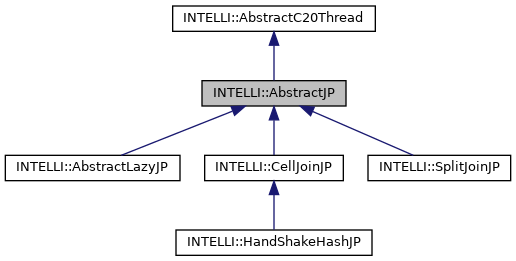 INTELLI::AbstractC20Thread
INTELLI::AbstractJP
INTELLI::AbstractLazyJP
INTELLI::CellJoinJP
INTELLI::SplitJoinJP
INTELLI::HandShakeHashJP